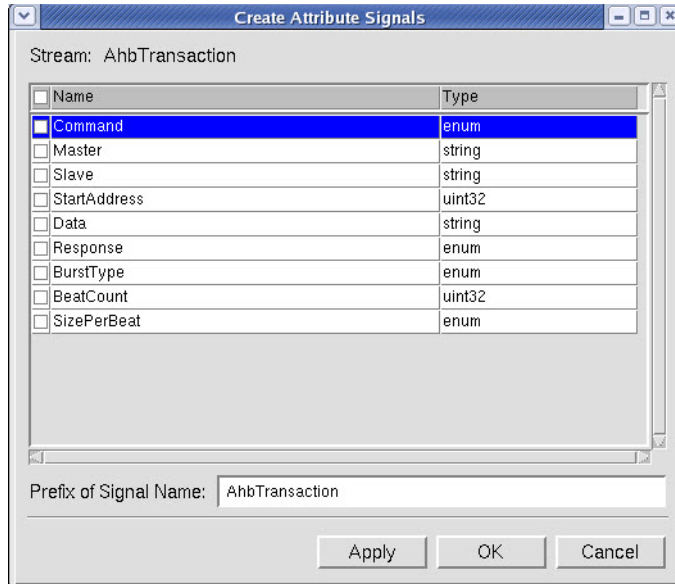 Create Attribute Signals
Stream: AhbTransaction
Name Type
Command enum
Master string
Slave string
StartAddress uint32
Data string
Response enum
BurstType enum
BeatCount uint32
SizePerBeat enum
Prefix of Signal Name: AhbTransaction
Apply OK Cancel